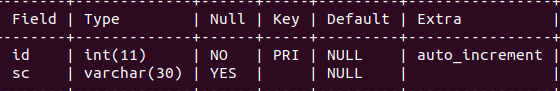 Field | Type | Null | Key | Default | Extra |
id | int(11) | NO | PRI | NULL | auto_increment |
sc | varchar(30) | YES | | NULL | |